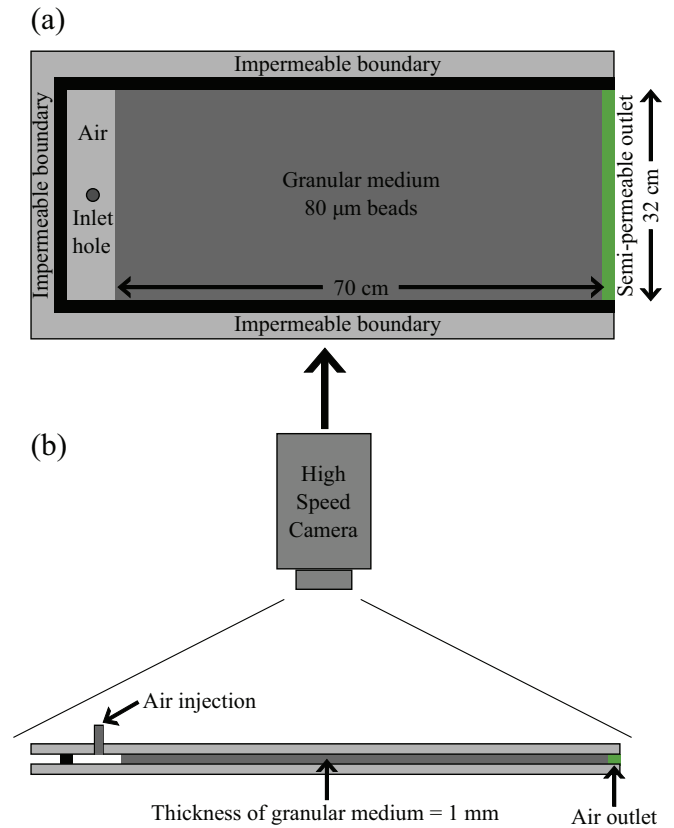 (a)
Impermeable boundary
Impermeable boundary
Air
Inlet
hole
Granular medium
80 μm beads
70 cm
Semi-permeable outlet
32 cm
Impermeable boundary
(b)
High
Speed
Camera
Air injection
Thickness of granular medium = 1 mm
Air outlet